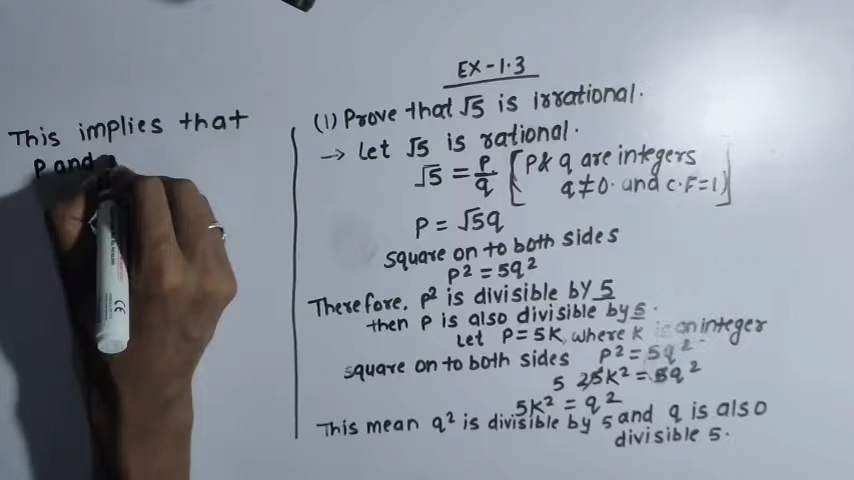 EX-1.3
(1) Prove that √5 is irrational.
→ Let √5 is rational.
√5 = p/q [P & q are integers
q≠0. and C.F=1]
P = √5q
square on to both sides
P² = 5q²
Therefore, P² is divisible by 5
then P is also divisible by 5.
Let P=5K, where K is an integer
square on to both sides P² = 5q²
5 25K² = 5q²
5K² = q²
This mean q² is divisible by 5 and q is also
divisible 5.
This implies that
P and
CE